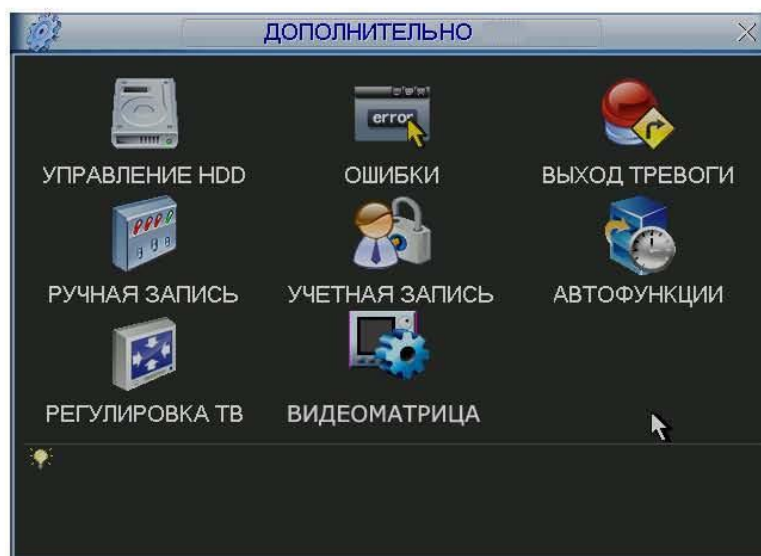 ДОПОЛНИТЕЛЬНО
УПРАВЛЕНИЕ HDD
error
ОШИБКИ
ВЫХОД ТРЕВОГИ
РУЧНАЯ ЗАПИСЬ
УЧЕТНАЯ ЗАПИСЬ
АВТОФУНКЦИИ
РЕГУЛИРОВКА ТВ
ВИДЕОМАТРИЦА